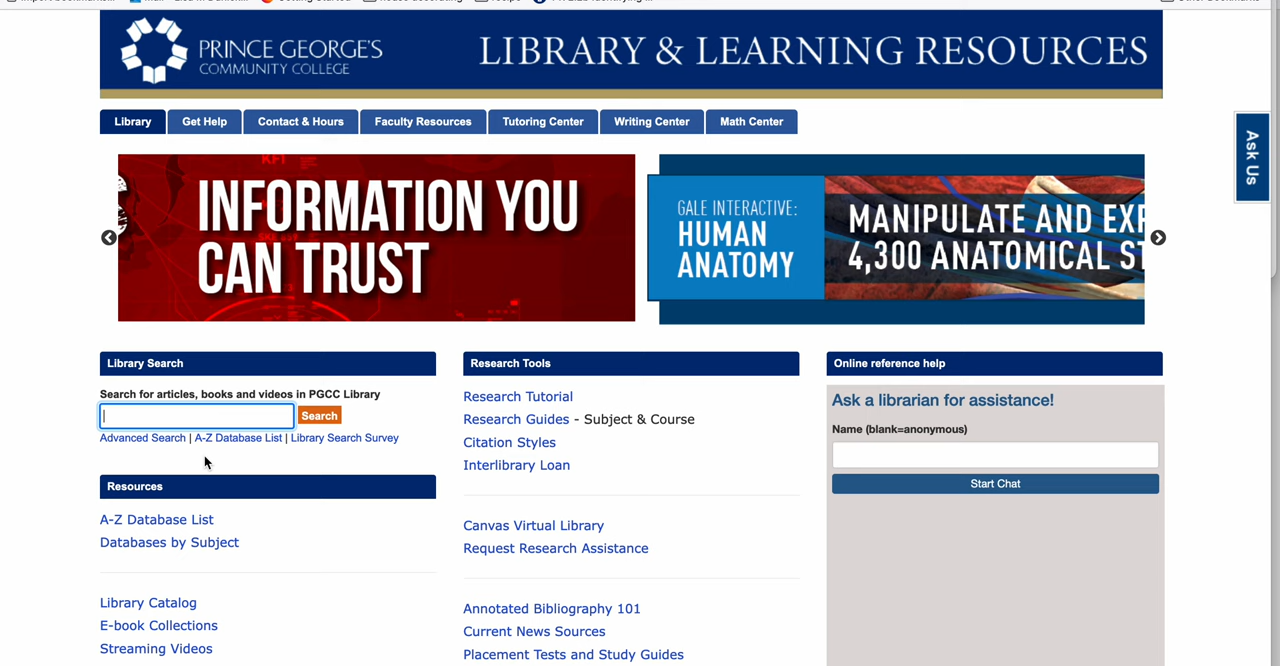 PRINCE GEORGE'S
COMMUNITY COLLEGE
LIBRARY & LEARNING RESOURCES
Library
Get Help
Contact & Hours
Faculty Resources
Tutoring Center
Writing Center
Math Center
Ask Us
INFORMATION YOU
CAN TRUST
GALE INTERACTIVE:
HUMAN
ANATOMY
MANIPULATE AND EXP
4,300 ANATOMICAL ST
Library Search
Search for articles, books and videos in PGCC Library
Search
Advanced Search | A-Z Database List | Library Search Survey
Resources
A-Z Database List
Databases by Subject
Library Catalog
E-book Collections
Streaming Videos
Research Tools
Research Tutorial
Research Guides - Subject & Course
Citation Styles
Interlibrary Loan
Canvas Virtual Library
Request Research Assistance
Annotated Bibliography 101
Current News Sources
Placement Tests and Study Guides
Online reference help
Ask a librarian for assistance!
Name (blank=anonymous)
Start Chat